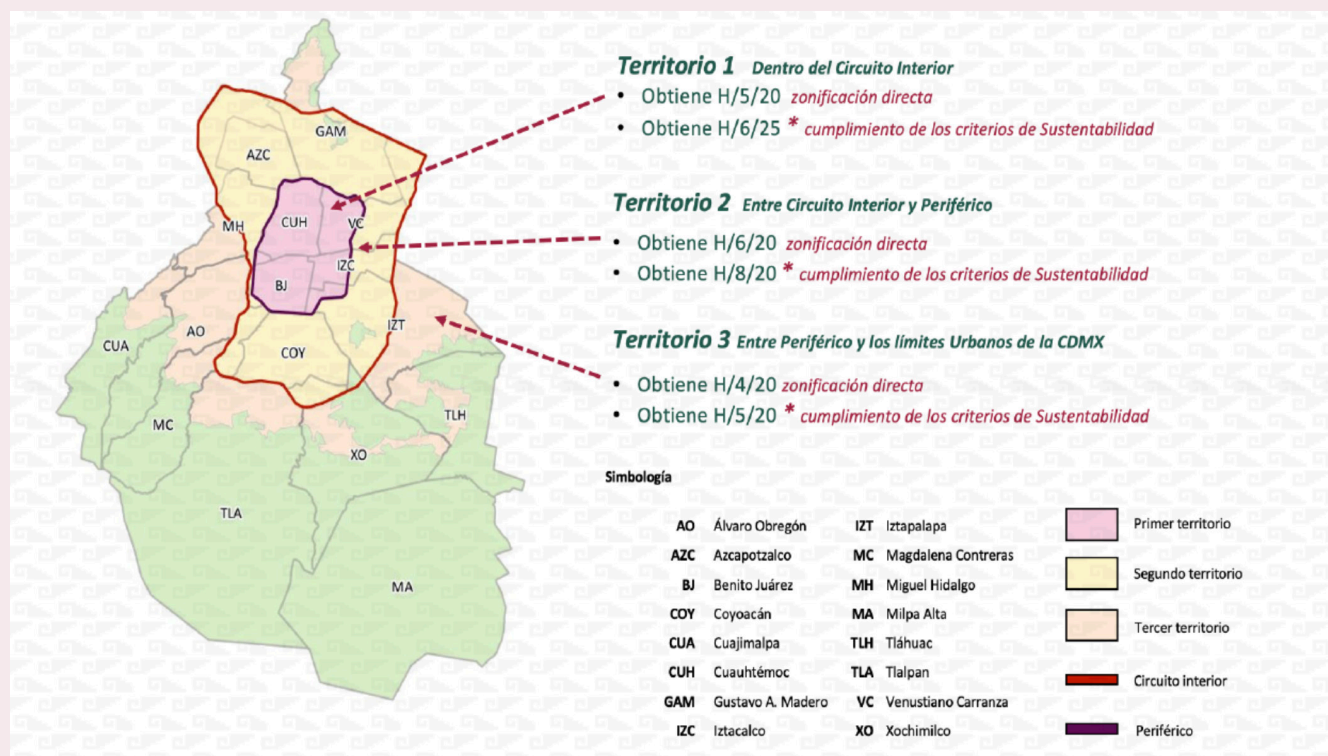 Territorio 1 Dentro del Circuito Interior
• Obtiene H/5/20 zonificación directa
• Obtiene H/6/25 * cumplimiento de los criterios de Sustentabilidad
Territorio 2 Entre Circuito Interior y Periférico
• Obtiene H/6/20 zonificación directa
• Obtiene H/8/20 * cumplimiento de los criterios de Sustentabilidad
Territorio 3 Entre Periférico y los límites Urbanos de la CDMX
• Obtiene H/4/20 zonificación directa
• Obtiene H/5/20 * cumplimiento de los criterios de Sustentabilidad
GAM
AZC
MH
CUH
VC
IZC
BJ
AO
IZT
CUA
COY
TLH
MC
XO
TLA
MA
Simbología
AO Álvaro Obregón
AZC Azcapotzalco
BJ Benito Juárez
COY Coyoacán
CUA Cuajimalpa
CUH Cuauhtémoc
GAM Gustavo A. Madero
IZC Iztacalco
IZT Iztapalapa
MC Magdalena Contreras
MH Miguel Hidalgo
MA Milpa Alta
TLH Tláhuac
TLA Tlalpan
VC Venustiano Carranza
XO Xochimilco
Primer territorio
Segundo territorio
Tercer territorio
Circuito interior
Periférico